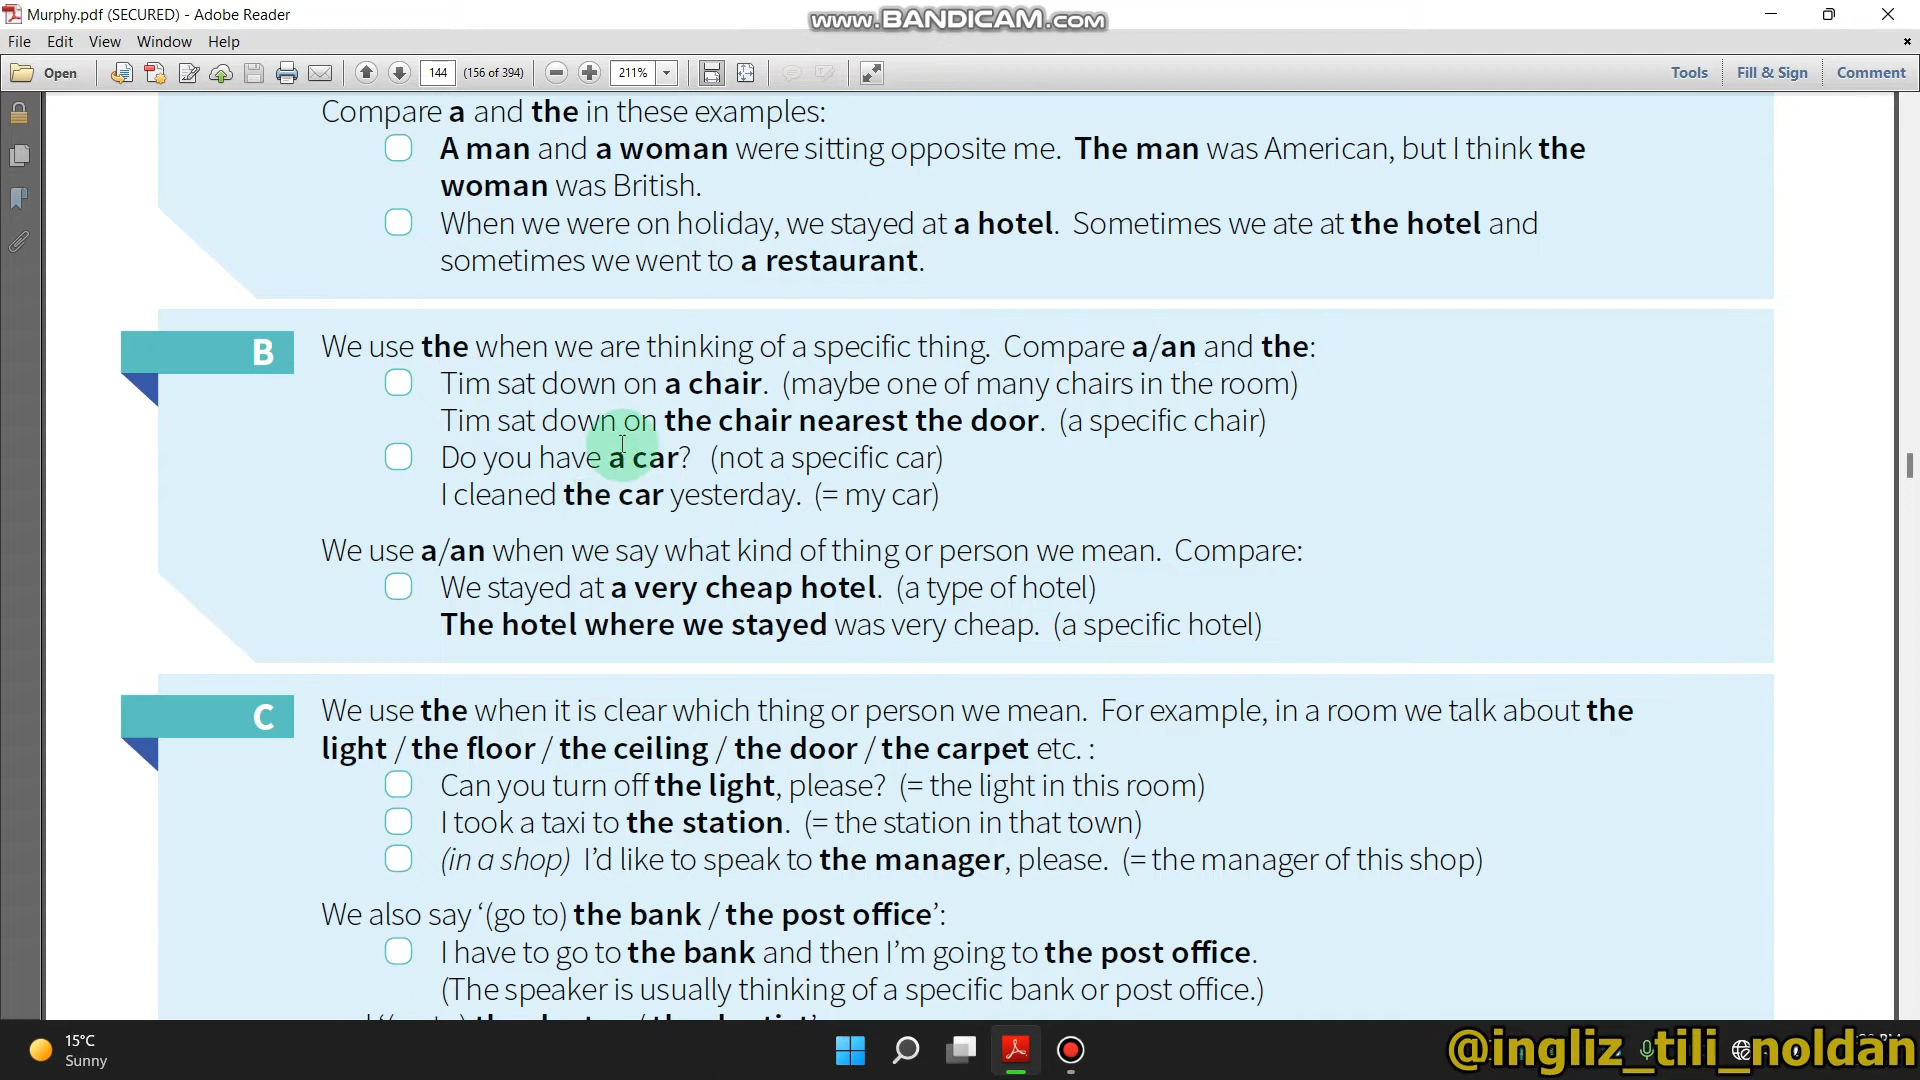 Murphy.pdf (SECURED) - Adobe Reader
www.BANDICAM.com
File Edit View Window Help
Open 144 (156 of 394) 211% Tools Fill & Sign Comment
Compare a and the in these examples:
A man and a woman were sitting opposite me. The man was American, but I think the
woman was British.
When we were on holiday, we stayed at a hotel. Sometimes we ate at the hotel and
sometimes we went to a restaurant.
B
We use the when we are thinking of a specific thing. Compare a/an and the:
Tim sat down on a chair. (maybe one of many chairs in the room)
Tim sat down on the chair nearest the door. (a specific chair)
Do you have a car? (not a specific car)
I cleaned the car yesterday. (= my car)
We use a/an when we say what kind of thing or person we mean. Compare:
We stayed at a very cheap hotel. (a type of hotel)
The hotel where we stayed was very cheap. (a specific hotel)
C
We use the when it is clear which thing or person we mean. For example, in a room we talk about the
light / the floor / the ceiling / the door / the carpet etc. :
Can you turn off the light, please? (= the light in this room)
I took a taxi to the station. (= the station in that town)
(in a shop) I’d like to speak to the manager, please. (= the manager of this shop)
We also say ‘(go to) the bank / the post office’:
I have to go to the bank and then I’m going to the post office.
(The speaker is usually thinking of a specific bank or post office.)
15°C
Sunny
@ingliz_tili_noldan